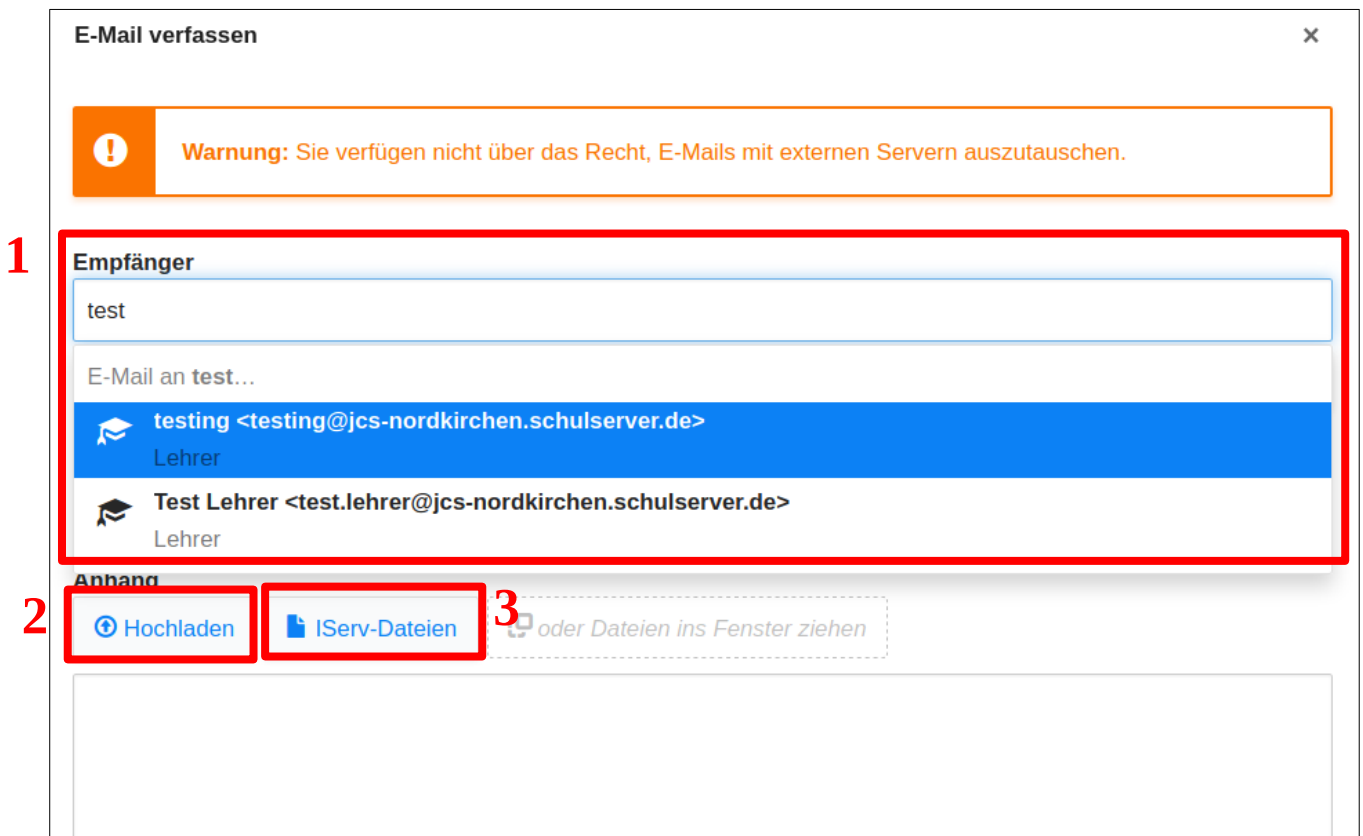 E-Mail verfassen ×
Warnung: Sie verfügen nicht über das Recht, E-Mails mit externen Servern auszutauschen.
1
Empfänger
test
E-Mail an test…
testing <testing@jcs-nordkirchen.schulserver.de>
Lehrer
Test Lehrer <test.lehrer@jcs-nordkirchen.schulserver.de>
Lehrer
Anhang
2 Hochladen IServ-Dateien 3 oder Dateien ins Fenster ziehen